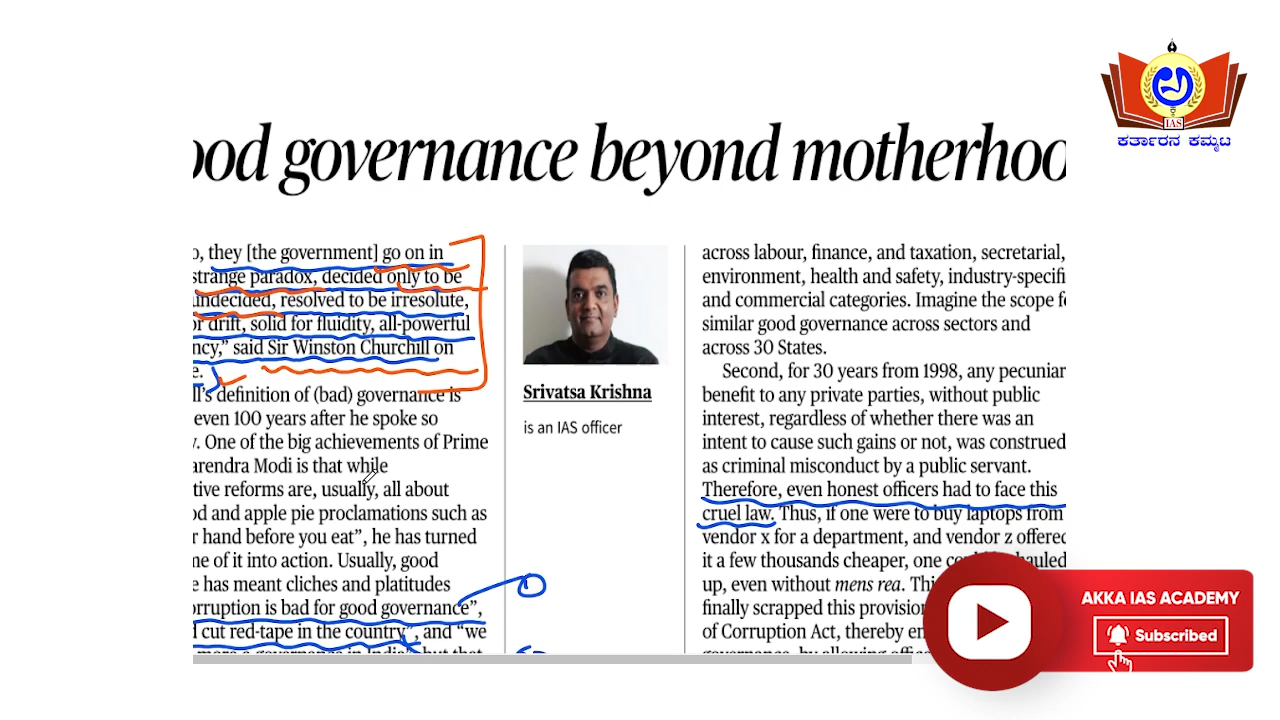 ood governance beyond motherhoo
o, they [the government] go on in
strange paradox, decided only to be
undecided, resolved to be irresolute,
or drift, solid for fluidity, all-powerful
ncy,” said Sir Winston Churchill on
e.
ll’s definition of (bad) governance is
even 100 years after he spoke so
y. One of the big achievements of Prime
arendra Modi is that while
tive reforms are, usually, all about
od and apple pie proclamations such as
r hand before you eat”, he has turned
ne of it into action. Usually, good
e has meant cliches and platitudes
orruption is bad for good governance”,
d cut red-tape in the country”, and “we
Srivatsa Krishna
is an IAS officer
across labour, finance, and taxation, secretarial,
environment, health and safety, industry-specifi
and commercial categories. Imagine the scope f
similar good governance across sectors and
across 30 States.
Second, for 30 years from 1998, any pecuniar
benefit to any private parties, without public
interest, regardless of whether there was an
intent to cause such gains or not, was construed
as criminal misconduct by a public servant.
Therefore, even honest officers had to face this
cruel law. Thus, if one were to buy laptops from
vendor x for a department, and vendor z offered
it a few thousands cheaper, one hauled
up, even without mens rea. Thi
finally scrapped this provision
of Corruption Act, thereby en
IAS
ಕರ್ತಾರನ ಕಮ್ಮಟ
AKKA IAS ACADEMY
Subscribed